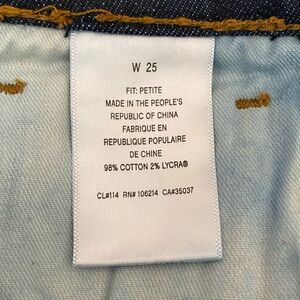 W 25
FIT: PETITE
MADE IN THE PEOPLE'S
REPUBLIC OF CHINA
FABRIQUE EN
REPUBLIQUE POPULAIRE
DE CHINE
98% COTTON 2% LYCRA®
CL#114 RN# 106214 CA#35037